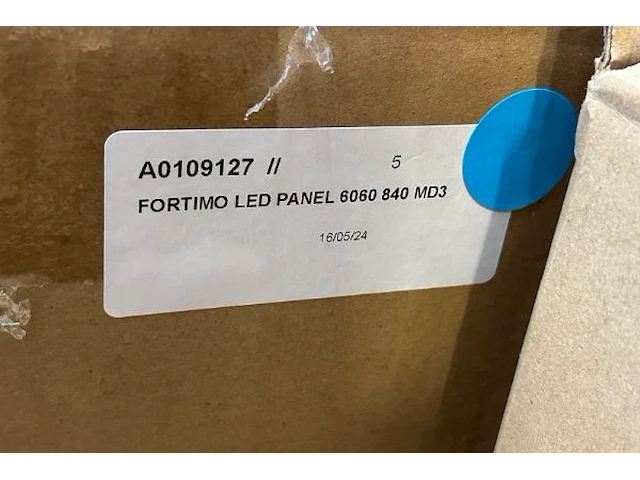 A0109127 // 5
FORTIMO LED PANEL 6060 840 MD3
16/05/24